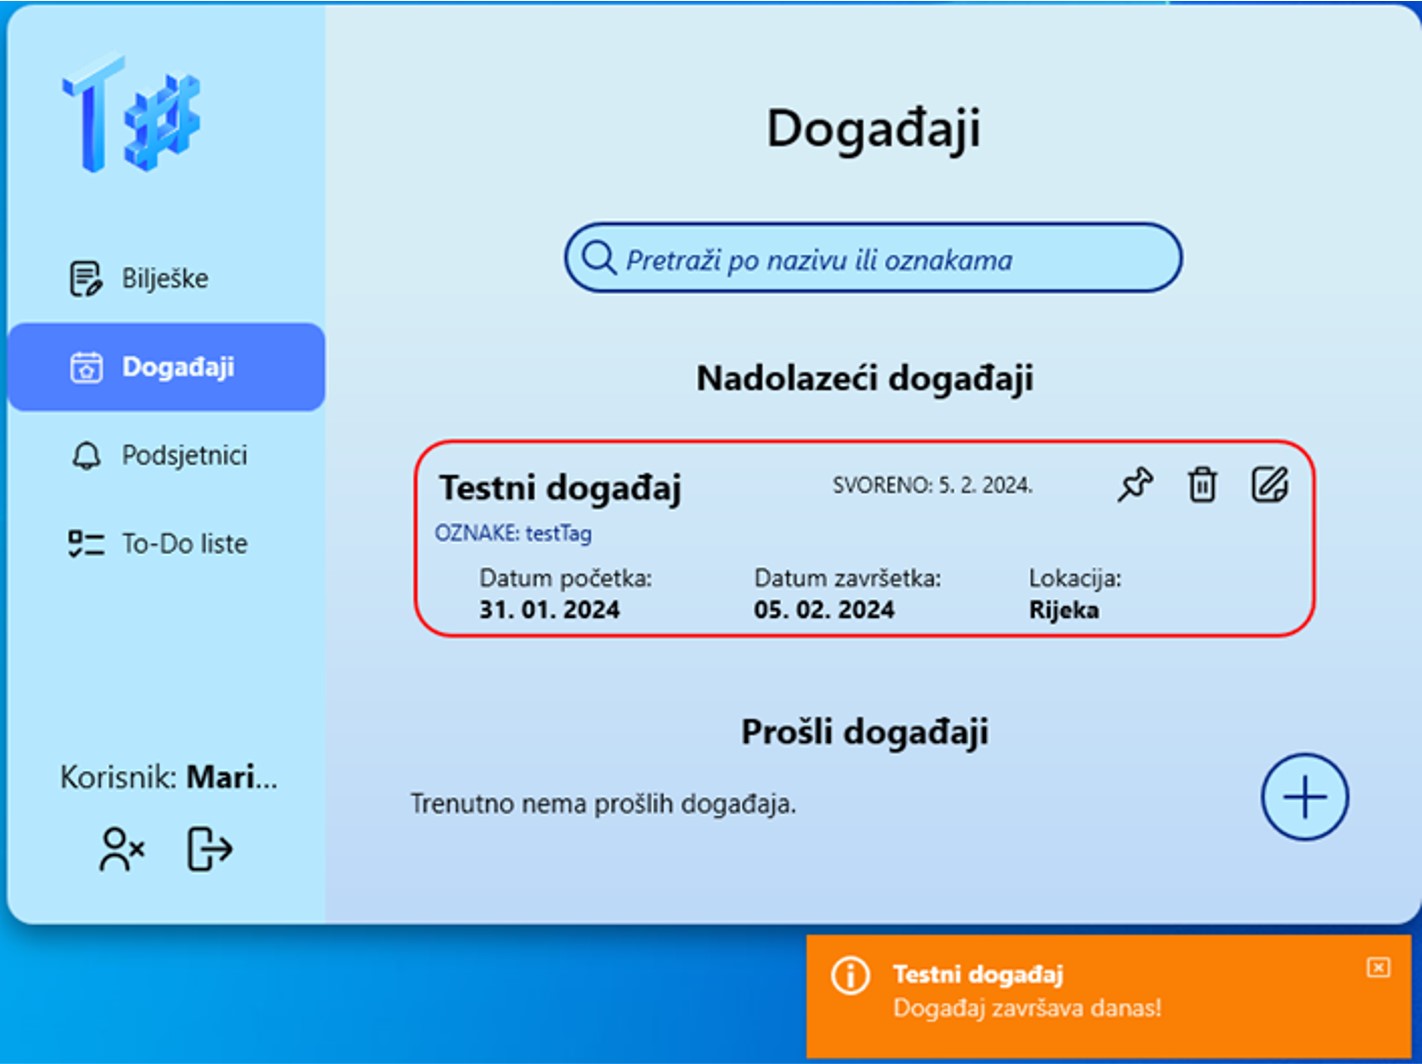 T#
Događaji
Pretraži po nazivu ili oznakama
Bilješke
Događaji
Podsjetnici
To-Do liste
Nadolazeći događaji
Testni događaj
SVORENO: 5. 2. 2024.
OZNAKE: testTag
Datum početka:
Datum završetka:
Lokacija:
31. 01. 2024
05. 02. 2024
Rijeka
Prošli događaji
Trenutno nema prošlih događaja.
Korisnik: Mari...
Testni događaj
Događaj završava danas!